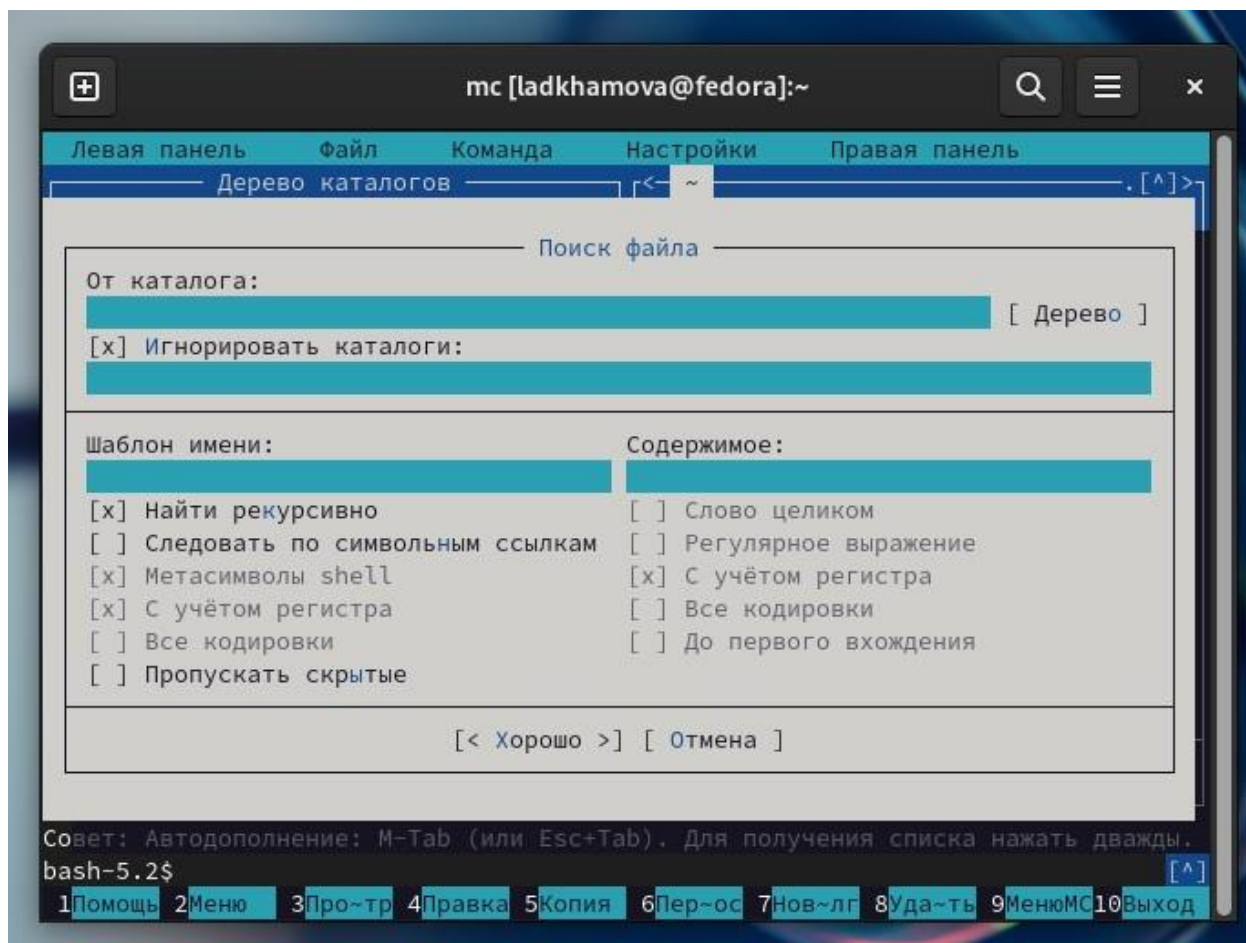 mc [ladkhamova@fedora]:~
Левая панель Файл Команда Настройки Правая панель
Дерево каталогов <─ ~ .[^]>
Поиск файла
От каталога:
[ Дерево ]
[x] Игнорировать каталоги:
Шаблон имени: Содержимое:
[x] Найти рекурсивно [ ] Слово целиком
[ ] Следовать по символьным ссылкам [ ] Регулярное выражение
[x] Метасимволы shell [x] С учётом регистра
[x] С учётом регистра [ ] Все кодировки
[ ] Все кодировки [ ] До первого вхождения
[ ] Пропускать скрытые
[< Хорошо >] [ Отмена ]
Совет: Автодополнение: M-Tab (или Esc+Tab). Для получения списка нажать дважды.
bash-5.2$ [^]
1Помощь 2Меню 3Про~тр 4Правка 5Копия 6Пер~ос 7Нов~лг 8Уда~ть 9МенюMC 10Выход